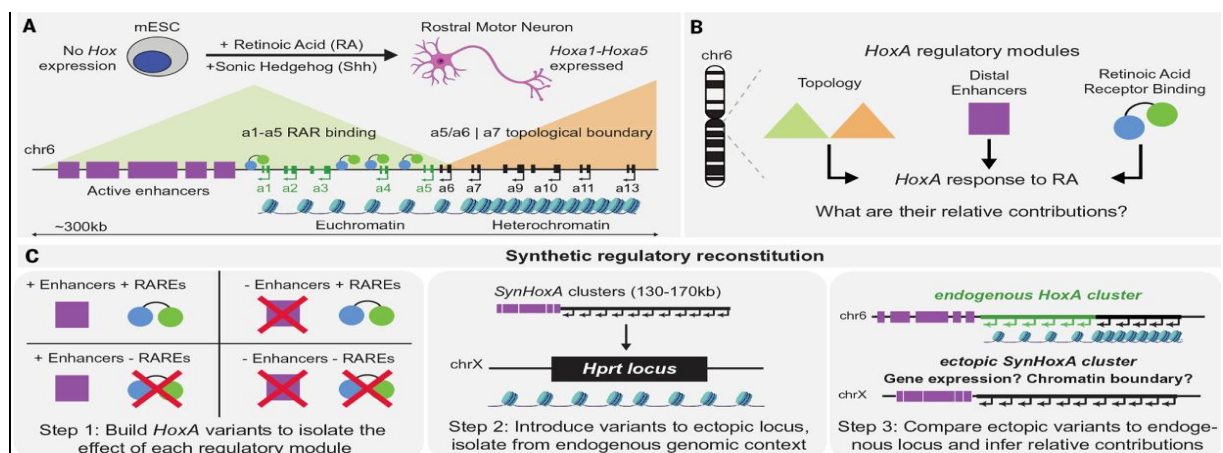 A
mESC
No Hox
expression
+ Retinoic Acid (RA)
+Sonic Hedgehog (Shh)
Rostral Motor Neuron
Hoxa1-Hoxa5
expressed
a1-a5 RAR binding
a5/a6 | a7 topological boundary
chr6
Active enhancers
a1 a2 a3 a4 a5 a6 a7 a9 a10 a11 a13
~300kb
Euchromatin
Heterochromatin
B
chr6
HoxA regulatory modules
Topology
Distal
Enhancers
Retinoic Acid
Receptor Binding
HoxA response to RA
What are their relative contributions?
C
Synthetic regulatory reconstitution
+ Enhancers + RAREs
- Enhancers + RAREs
+ Enhancers - RAREs
- Enhancers - RAREs
Step 1: Build HoxA variants to isolate the
effect of each regulatory module
SynHoxA clusters (130-170kb)
chrX
Hprt locus
Step 2: Introduce variants to ectopic locus,
isolate from endogenous genomic context
endogenous HoxA cluster
chr6
ectopic SynHoxA cluster
Gene expression? Chromatin boundary?
chrX
Step 3: Compare ectopic variants to endoge-
nous locus and infer relative contributions